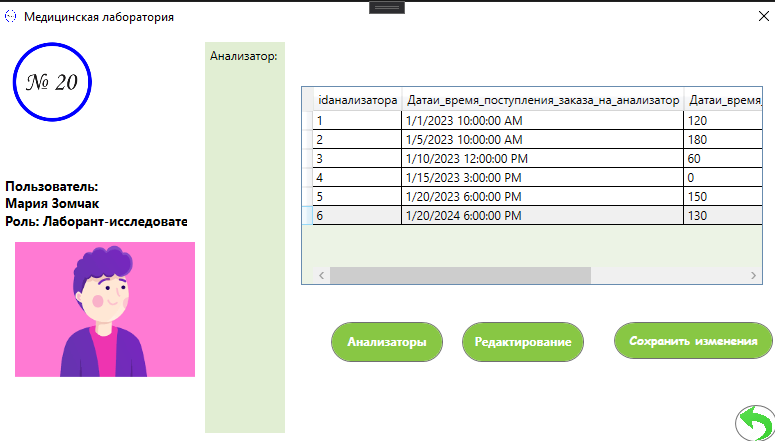 Медицинская лаборатория
№ 20
Пользователь:
Мария Зомчак
Роль: Лаборант-исследовате
Анализатор:
idанализатора Датаи_время_поступления_заказа_на_анализатор Датаи_время_
1 1/1/2023 10:00:00 AM 120
2 1/5/2023 10:00:00 AM 180
3 1/10/2023 12:00:00 PM 60
4 1/15/2023 3:00:00 PM 0
5 1/20/2023 6:00:00 PM 150
6 1/20/2024 6:00:00 PM 130
Анализаторы
Редактирование
Сохранить изменения